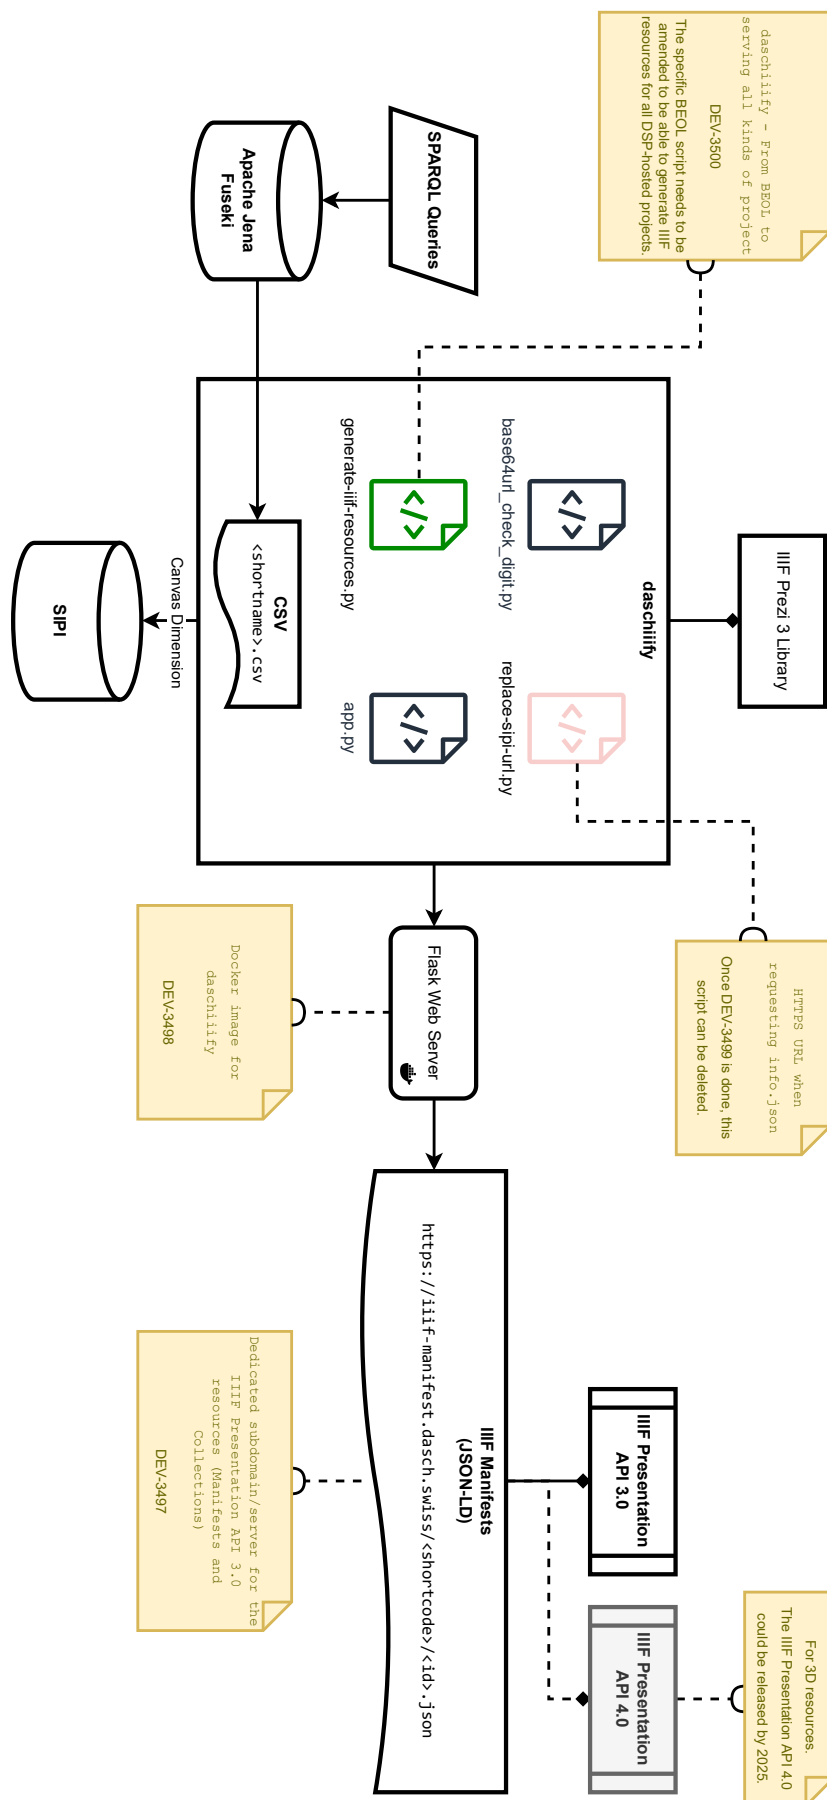 daschiiify - From BEOL to
serving all kinds of project
DEV-3500
The specific BEOL script needs to be
amended to be able to generate IIIF
resources for all DSP-hosted projects.
SPARQL Queries
Apache Jena
Fuseki
IIIF Prezi 3 Library
daschiiify
base64url_check_digit.py
replace-sipi-url.py
generate-iiif-resources.py
app.py
CSV
<shortname>.csv
Canvas Dimension
SIPI
HTTPS URL when
requesting info.json
Once DEV-3499 is done, this
script can be deleted.
Flask Web Server
Docker image for
daschiiify
DEV-3498
IIIF Presentation
API 3.0
IIIF Presentation
API 4.0
For 3D resources.
The IIIF Presentation API 4.0
could be released by 2025.
IIIF Manifests
(JSON-LD)
https://iiif-manifest.dasch.swiss/<shortcode>/<id>.json
Dedicated subdomain/server for the
IIIF Presentation API 3.0
resources (Manifests and
Collections)
DEV-3497